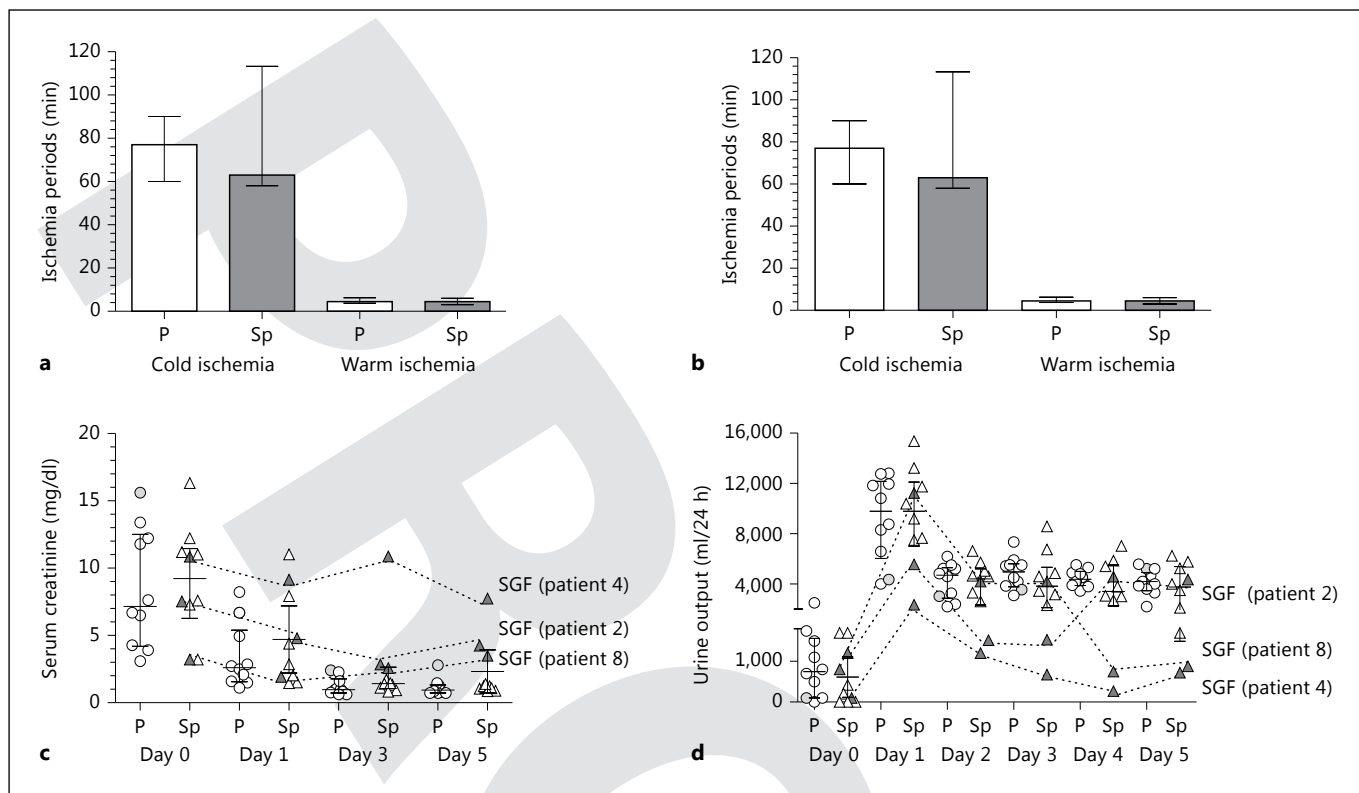 120
100
80
60
40
20
0
Ischemia periods (min)
P Sp P Sp
Cold ischemia Warm ischemia
a
120
100
80
60
40
20
0
Ischemia periods (min)
P Sp P Sp
Cold ischemia Warm ischemia
b
20
15
10
5
0
Serum creatinine (mg/dl)
SGF (patient 4)
SGF (patient 2)
SGF (patient 8)
P Sp P Sp P Sp P Sp
Day 0 Day 1 Day 3 Day 5
c
16,000
12,000
8,000
4,000
1,000
0
Urine output (ml/24 h)
SGF (patient 2)
SGF (patient 8)
SGF (patient 4)
P Sp P Sp P Sp P Sp P Sp P Sp
Day 0 Day 1 Day 2 Day 3 Day 4 Day 5
d